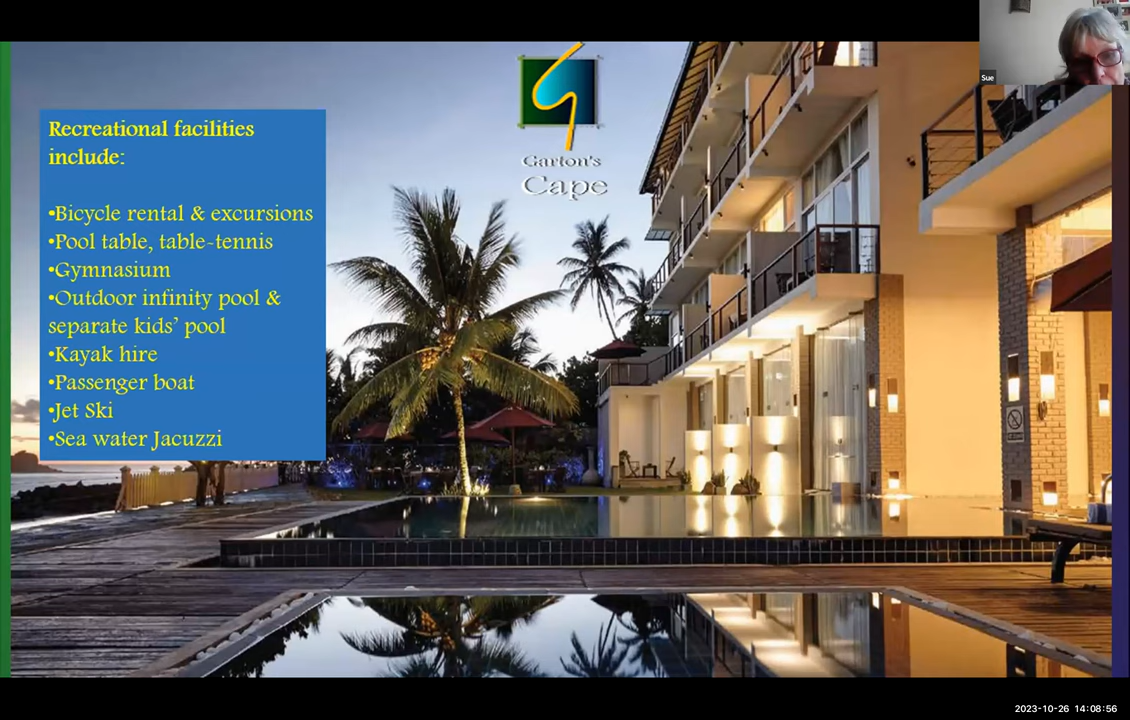 Recreational facilities
include:
•Bicycle rental & excursions
•Pool table, table-tennis
•Gymnasium
•Outdoor infinity pool &
separate kids' pool
•Kayak hire
•Passenger boat
•Jet Ski
•Sea water Jacuzzi
Garton's
Cape
Sue
2023-10-26 14:08:56